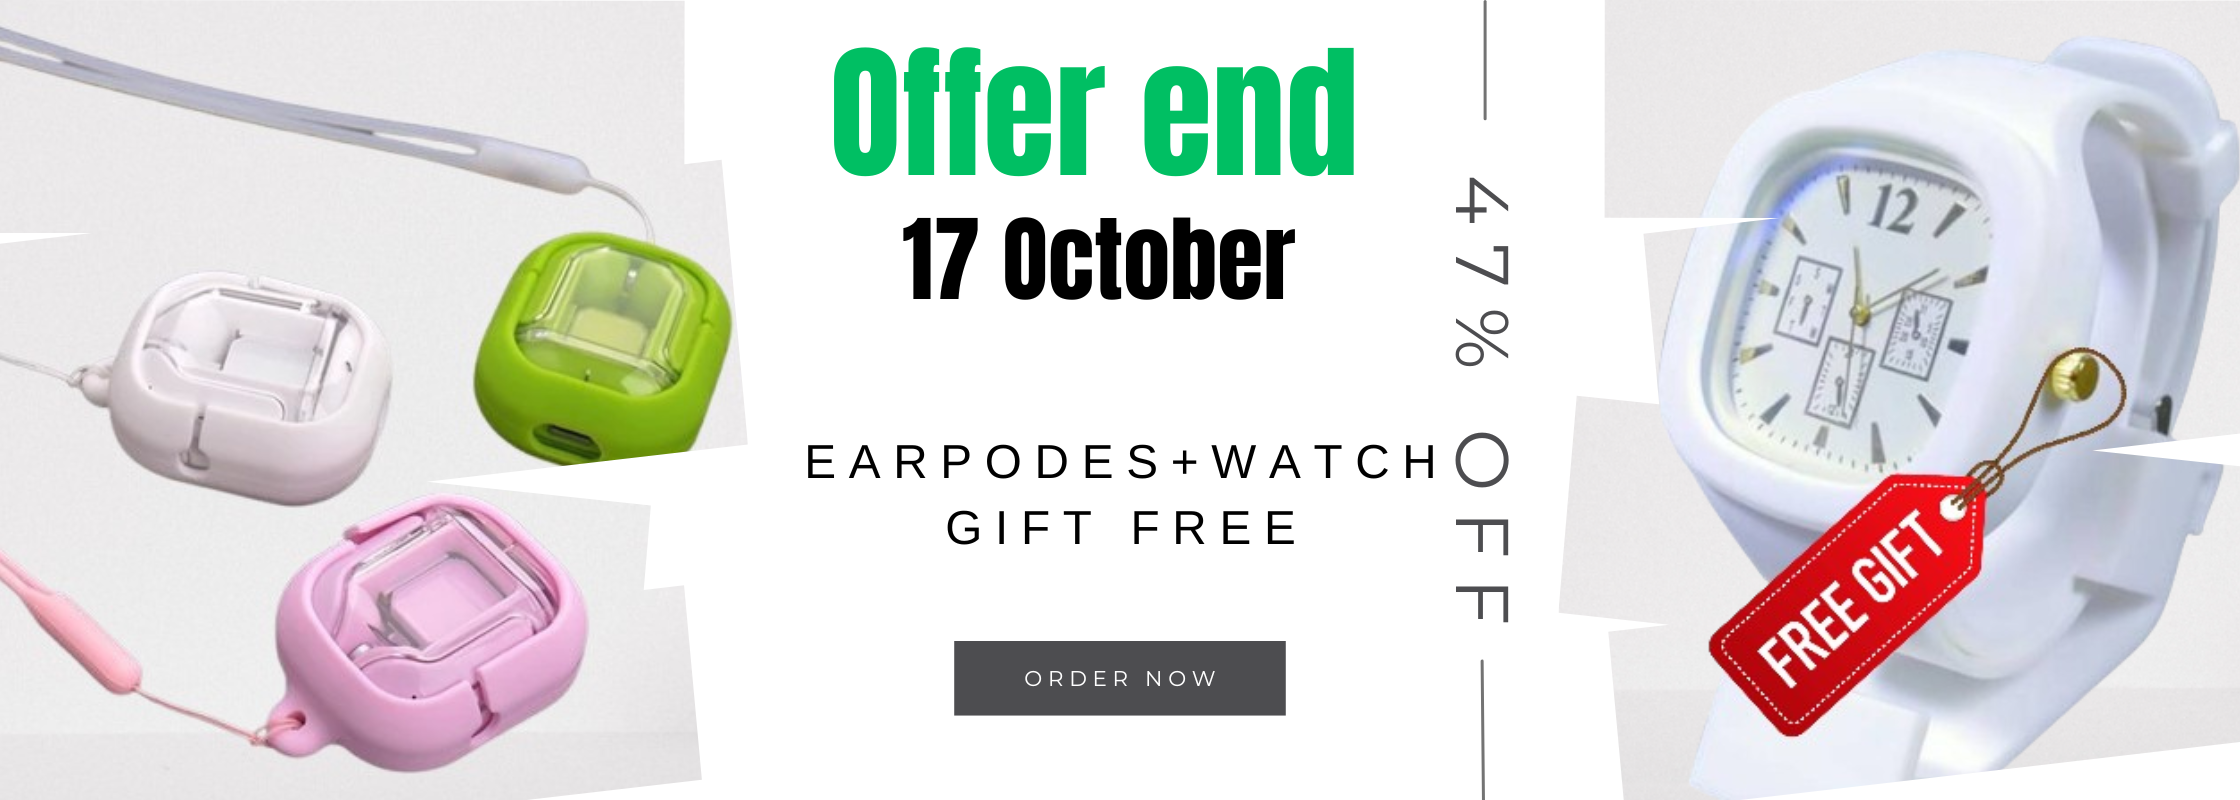 Offer end
17 October
EARPODES+WATCH
GIFT FREE
ORDER NOW
47% OFF
12
FREE GIFT